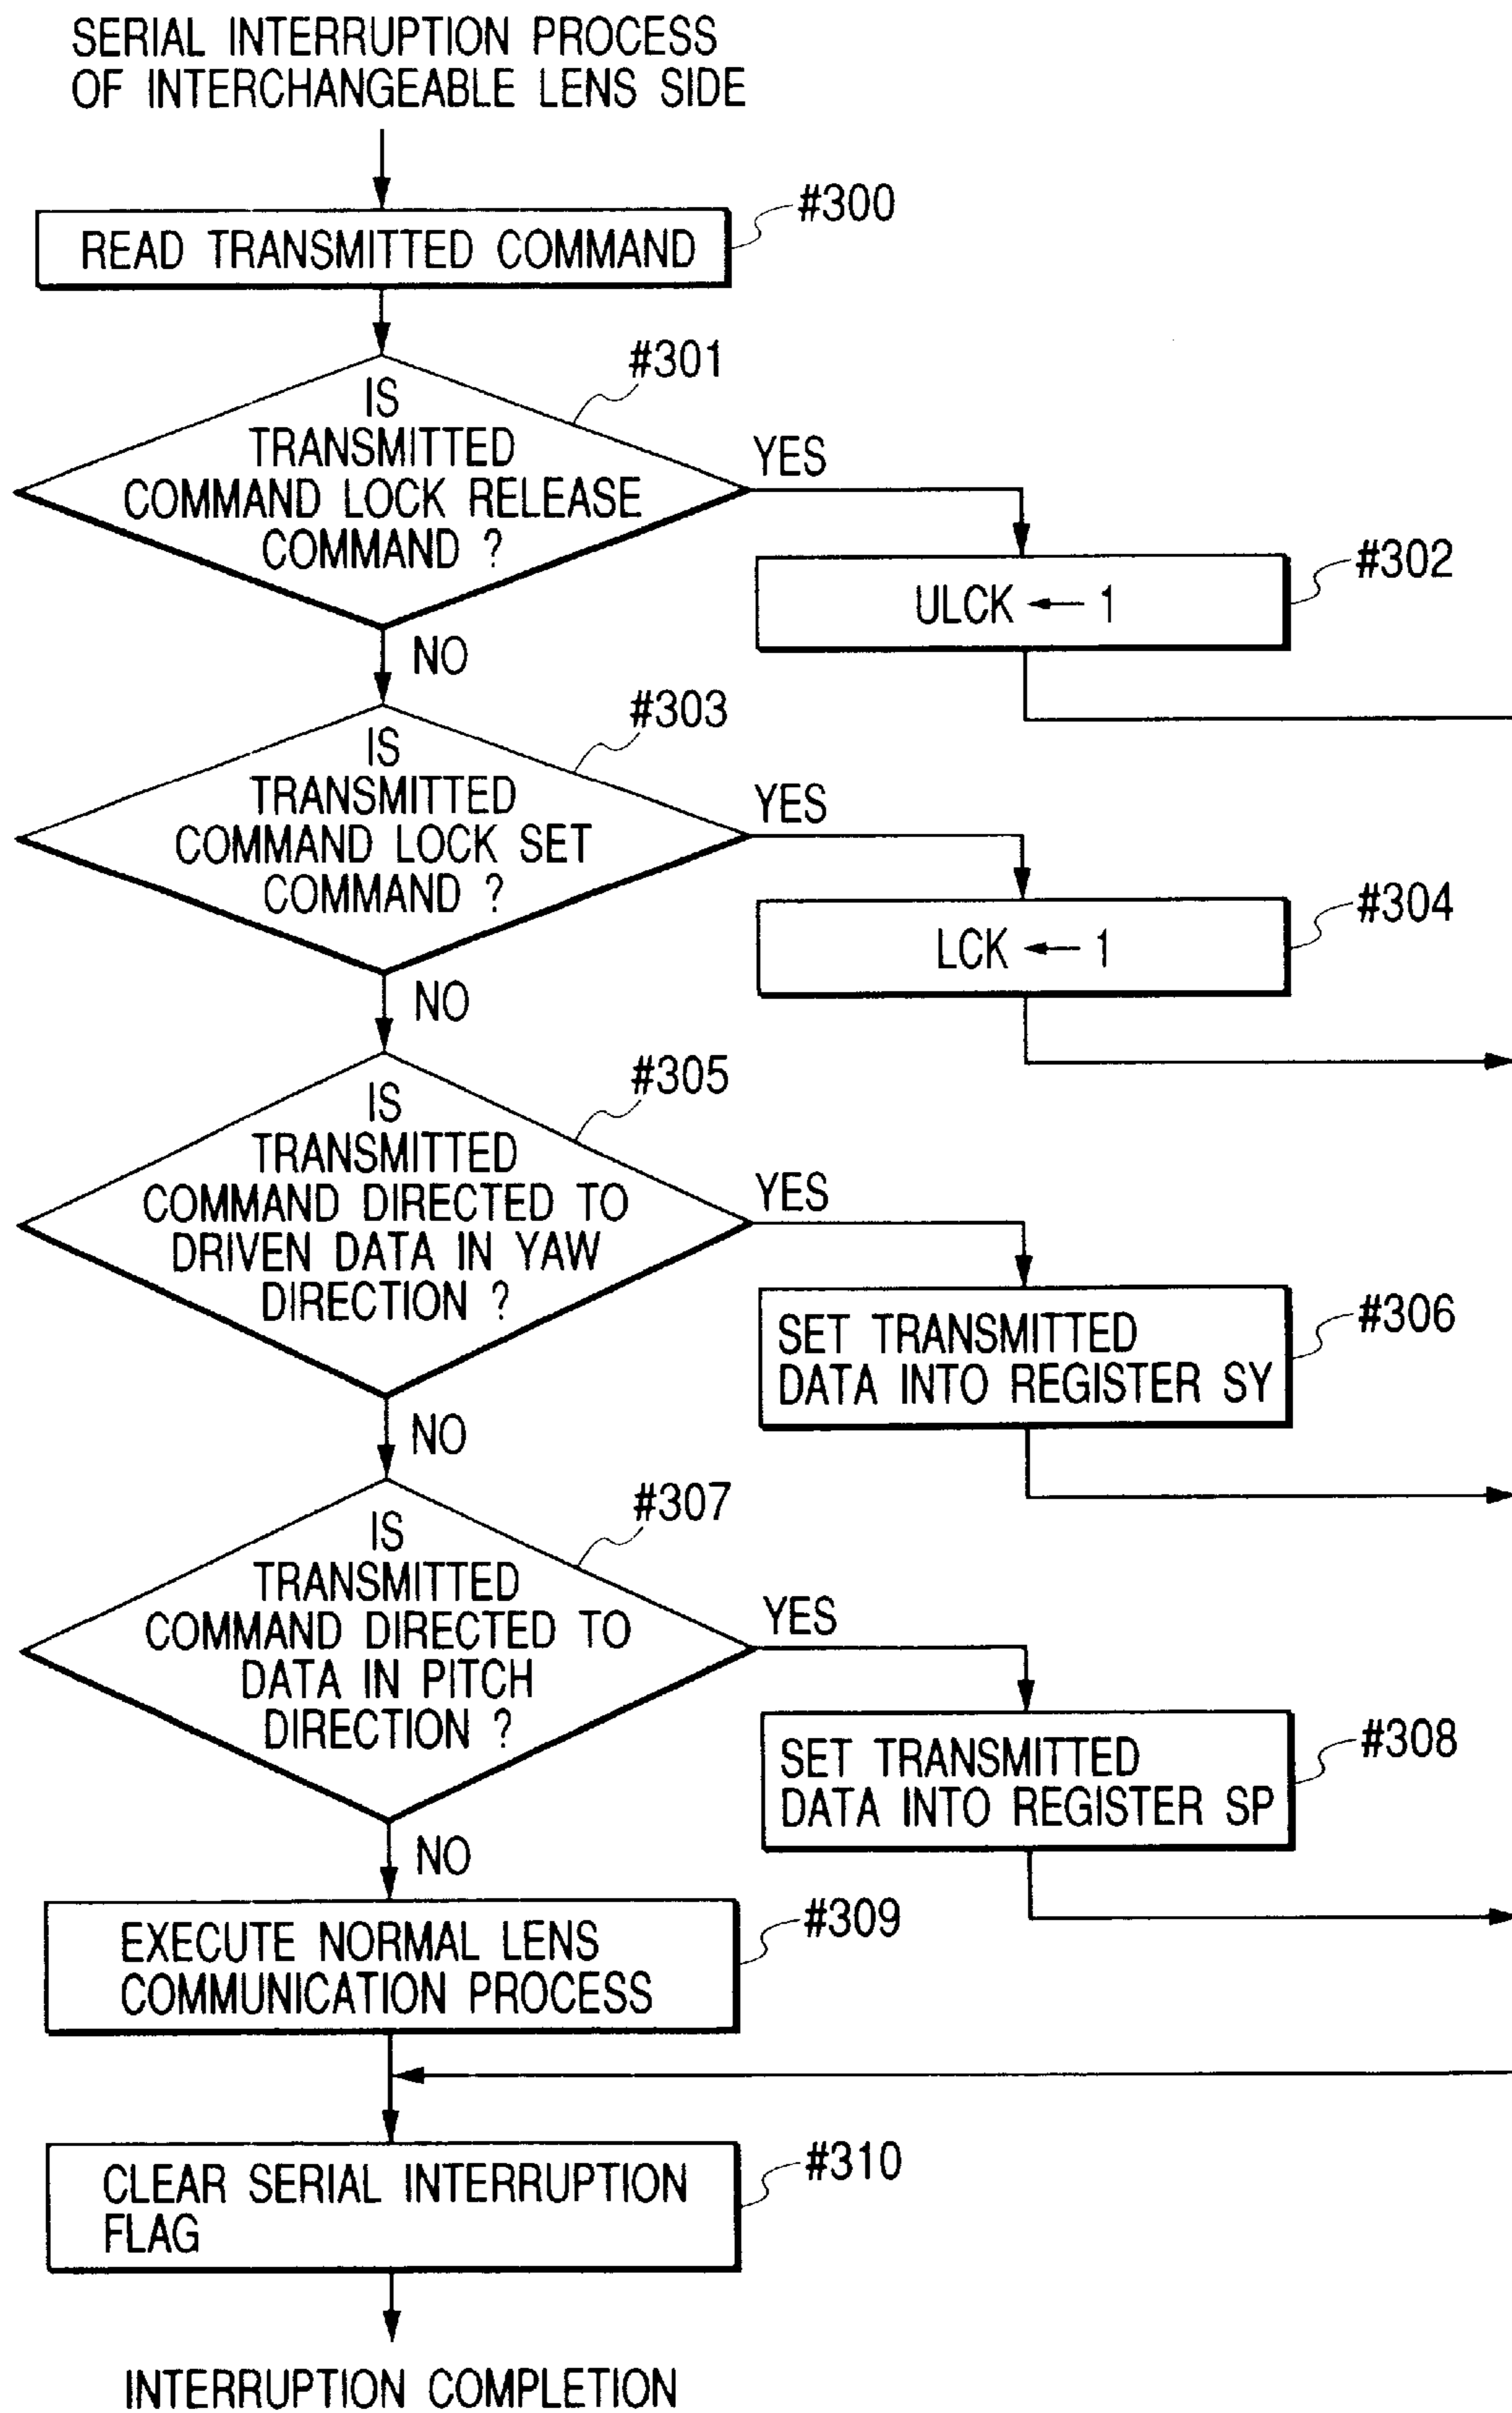 SERIAL INTERRUPTION PROCESS
OF INTERCHANGEABLE LENS SIDE
#300
READ TRANSMITTED COMMAND
#301
IS
TRANSMITTED
COMMAND LOCK RELEASE
COMMAND ?
YES
#302
ULCK ← 1
NO
#303
IS
TRANSMITTED
COMMAND LOCK SET
COMMAND ?
YES
#304
LCK ← 1
NO
#305
IS
TRANSMITTED
COMMAND DIRECTED TO
DRIVEN DATA IN YAW
DIRECTION ?
YES
#306
SET TRANSMITTED
DATA INTO REGISTER SY
NO
#307
IS
TRANSMITTED
COMMAND DIRECTED TO
DATA IN PITCH
DIRECTION ?
YES
#308
SET TRANSMITTED
DATA INTO REGISTER SP
NO
#309
EXECUTE NORMAL LENS
COMMUNICATION PROCESS
#310
CLEAR SERIAL INTERRUPTION
FLAG
INTERRUPTION COMPLETION